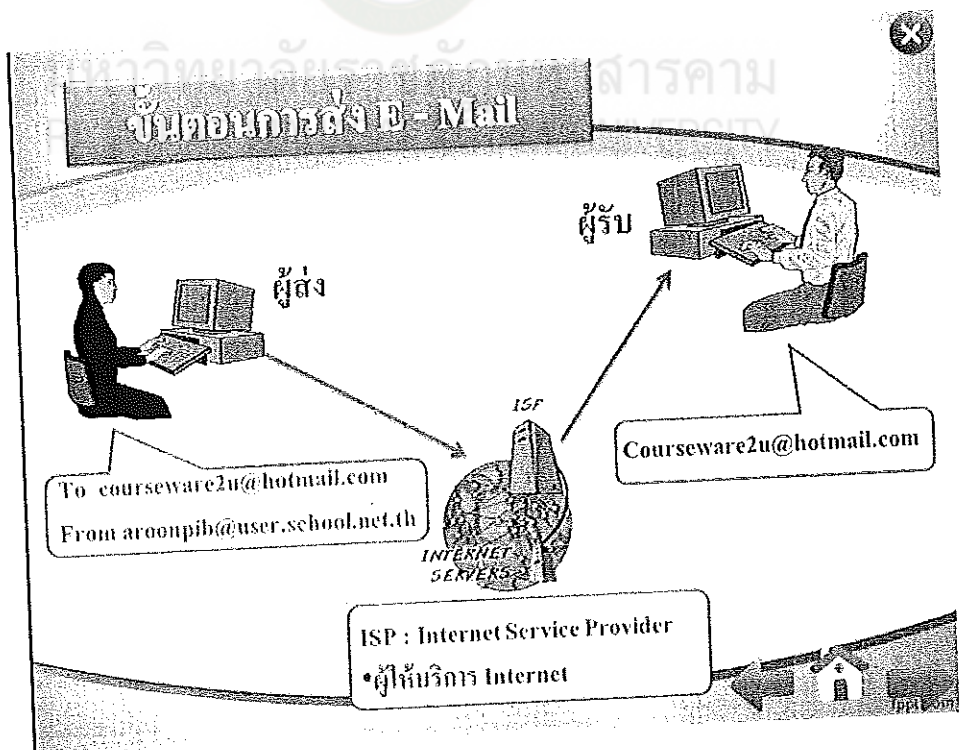 ขั้นตอนการส่ง E - Mail
ผู้รับ
ผู้ส่ง
ISP
Courseware2u@hotmail.com
To courseware2u@hotmail.com
From aroonpib@user.school.net.th
INTERNET
SERVERS
ISP : Internet Service Provider
•ผู้ให้บริการ Internet